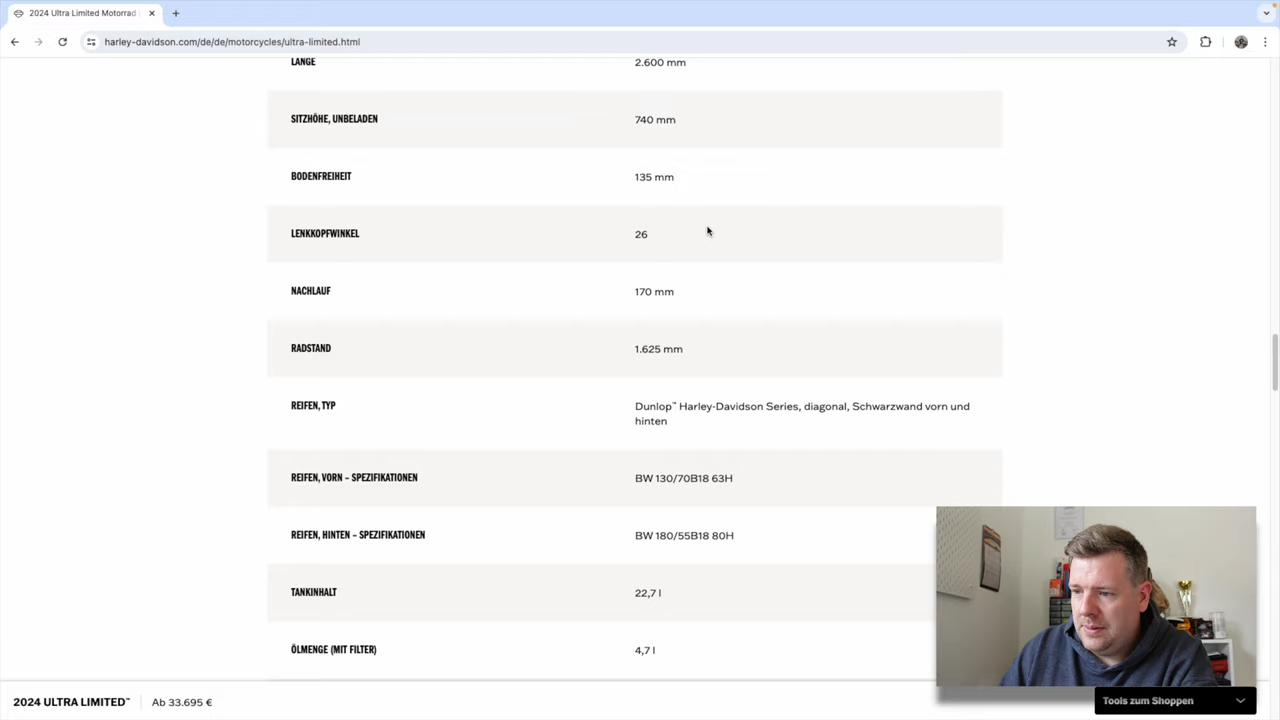 2024 Ultra Limited Motorrad
harley-davidson.com/de/de/motorcycles/ultra-limited.html
LÄNGE 2.600 mm
SITZHÖHE, UNBELADEN 740 mm
BODENFREIHEIT 135 mm
LENKKOPFWINKEL 26
NACHLAUF 170 mm
RADSTAND 1.625 mm
REIFEN, TYP Dunlop™ Harley-Davidson Series, diagonal, Schwarzwand vorn und
hinten
REIFEN, VORN – SPEZIFIKATIONEN BW 130/70B18 63H
REIFEN, HINTEN – SPEZIFIKATIONEN BW 180/55B18 80H
TANKINHALT 22,7 l
ÖLMENGE (MIT FILTER) 4,7 l
2024 ULTRA LIMITED™ Ab 33.695 €
Tools zum Shoppen